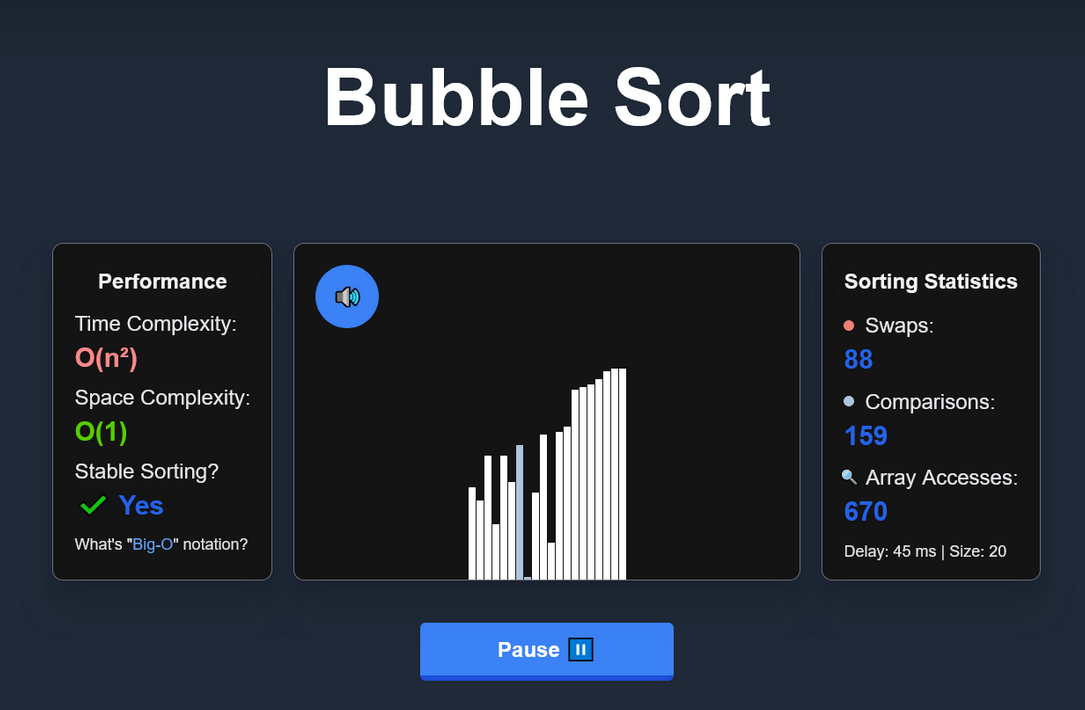 Bubble Sort
Performance
Time Complexity:
O(n²)
Space Complexity:
O(1)
Stable Sorting?
Yes
What's "Big-O" notation?
Sorting Statistics
Swaps:
88
Comparisons:
159
Array Accesses:
670
Delay: 45 ms | Size: 20
Pause